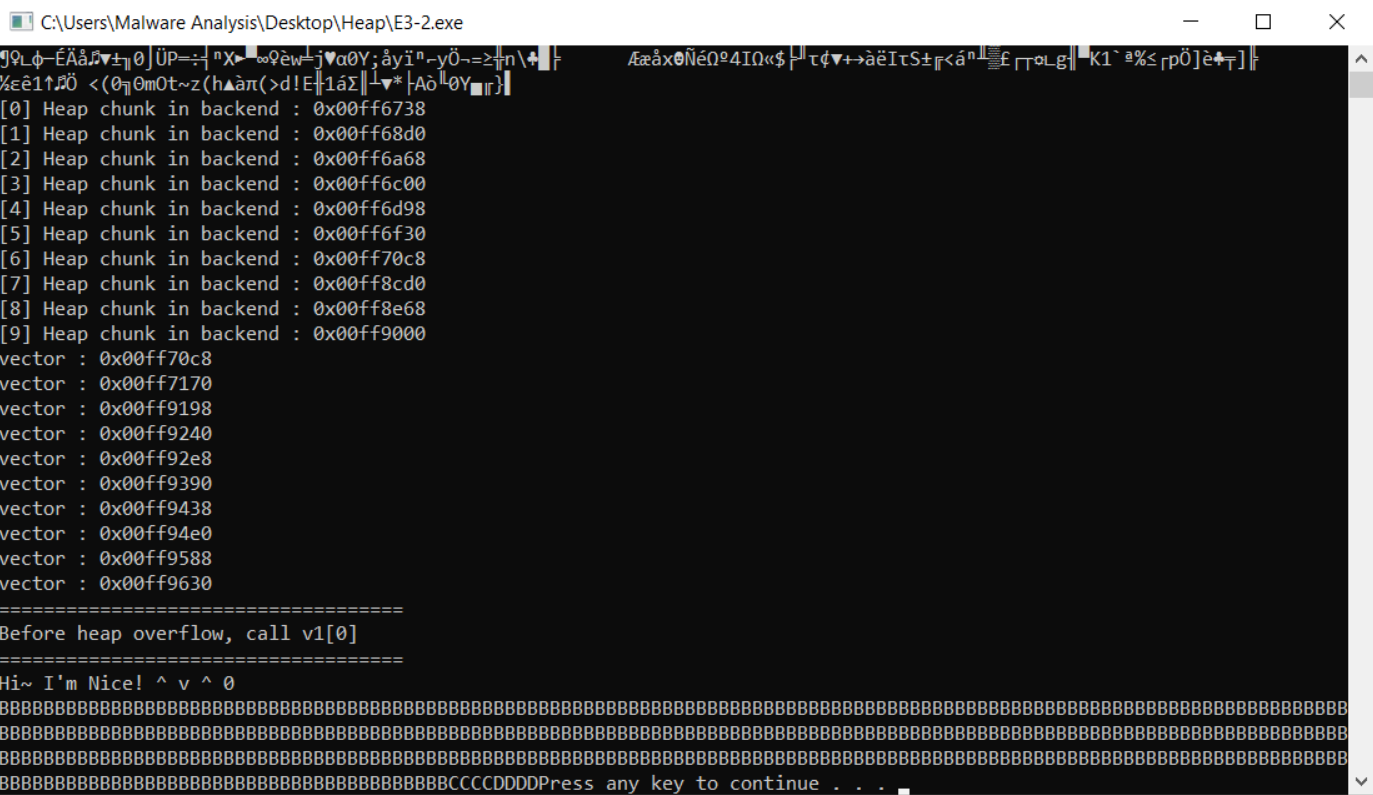 C:\Users\Malware Analysis\Desktop\Heap\E3-2.exe
[0] Heap chunk in backend : 0x00ff6738
[1] Heap chunk in backend : 0x00ff68d0
[2] Heap chunk in backend : 0x00ff6a68
[3] Heap chunk in backend : 0x00ff6c00
[4] Heap chunk in backend : 0x00ff6d98
[5] Heap chunk in backend : 0x00ff6f30
[6] Heap chunk in backend : 0x00ff70c8
[7] Heap chunk in backend : 0x00ff8cd0
[8] Heap chunk in backend : 0x00ff8e68
[9] Heap chunk in backend : 0x00ff9000
vector : 0x00ff70c8
vector : 0x00ff7170
vector : 0x00ff9198
vector : 0x00ff9240
vector : 0x00ff92e8
vector : 0x00ff9390
vector : 0x00ff9438
vector : 0x00ff94e0
vector : 0x00ff9588
vector : 0x00ff9630
====================================
Before heap overflow, call v1[0]
====================================
Hi~ I'm Nice! ^ v ^ 0
BBBBBBBBBBBBBBBBBBBBBBBBBBBBBBBBBBBBBBBBBBBBBBBBBBBBBBBBBBBBBBBBBBBBBBBBBBBBBBBBBBBBBBBBBBBBBBBBBBBBBBBBBBBBBBBBBBBBBBBB
BBBBBBBBBBBBBBBBBBBBBBBBBBBBBBBBBBBBBBBBBBBBBBBBBBBBBBBBBBBBBBBBBBBBBBBBBBBBBBBBBBBBBBBBBBBBBBBBBBBBBBBBBBBBBBBBBBBBBBBB
BBBBBBBBBBBBBBBBBBBBBBBBBBBBBBBBBBBBBBBBBBBBBBBBBBBBBBBBBBBBBBBBBBBBBBBBBBBBBBBBBBBBBBBBBBBBBBBBBBBBBBBBBBBBBBBBBBBBBBBB
BBBBBBBBBBBBBBBBBBBBBBBBBBBBBBBBBBBBBBBBCCCCDDDDPress any key to continue . . .